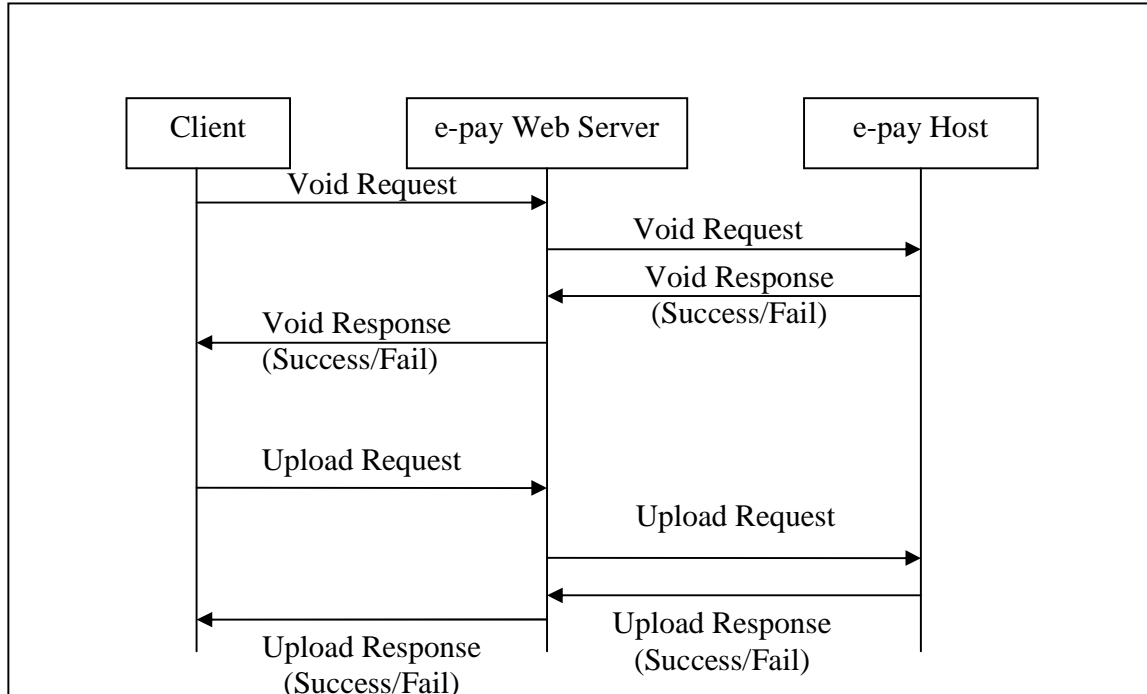 Client
e-pay Web Server
e-pay Host
Void Request
Void Request
Void Response
(Success/Fail)
Void Response
(Success/Fail)
Upload Request
Upload Request
Upload Response
(Success/Fail)
Upload Response
(Success/Fail)